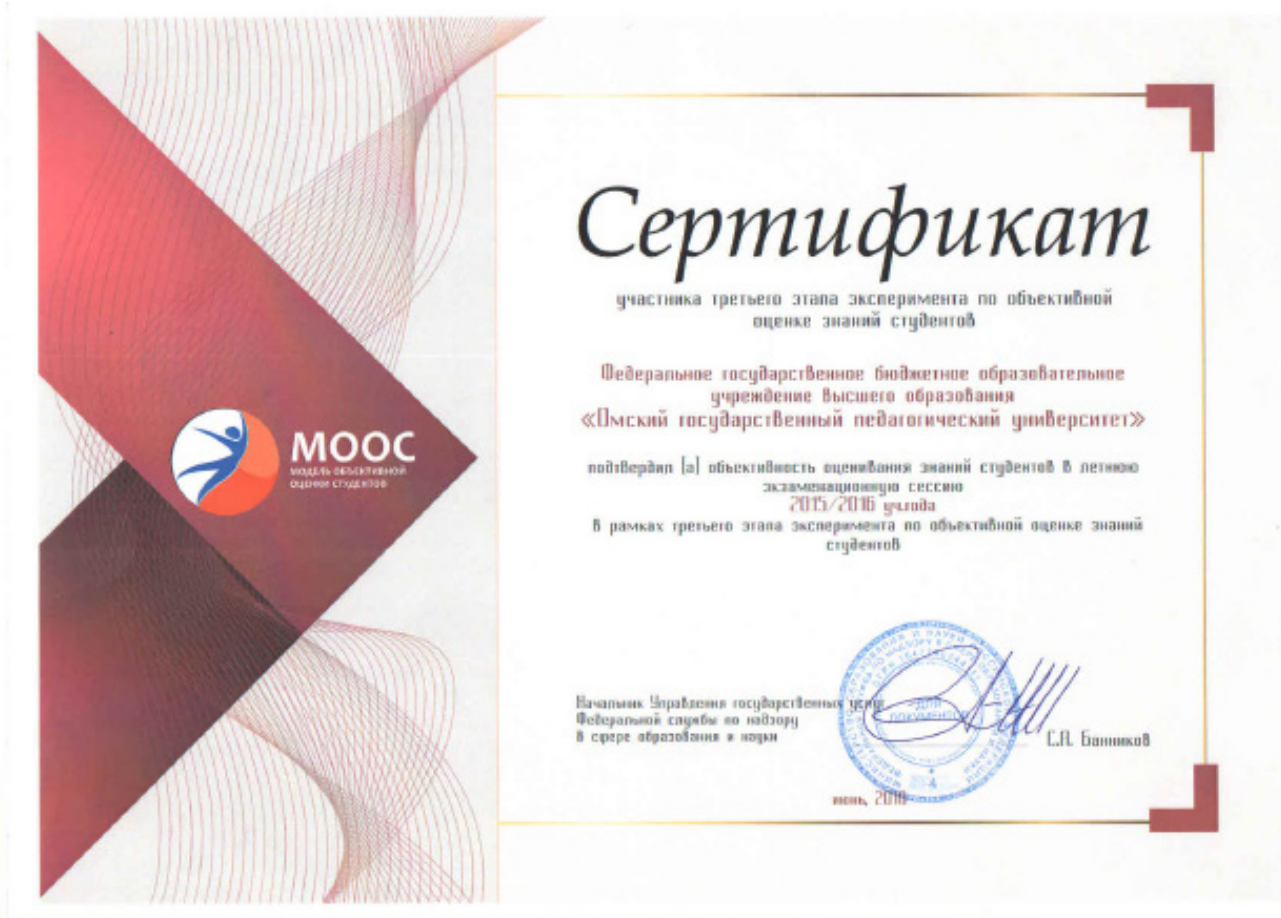 Сертификат
участника третьего этапа эксперимента по объективной
оценке знаний студентов
Федеральное государственное бюджетное образовательное
учреждение высшего образования
«Омский государственный педагогический университет»
подтвердил (а) объективность оценивания знаний студентов в летнюю
экзаменационную сессию
2015/2016 уч.года
в рамках третьего этапа эксперимента по объективной оценке знаний
студентов
МООС
МОДЕЛЬ ОБЪЕКТИВНОЙ
ОЦЕНКИ СТУДЕНТОВ
Начальник Управления государственных услуг
Федеральной службы по надзору
в сфере образования и науки
ДЛЯ
ДОКУМЕНТОВ
С.А. Банников
июнь, 2016